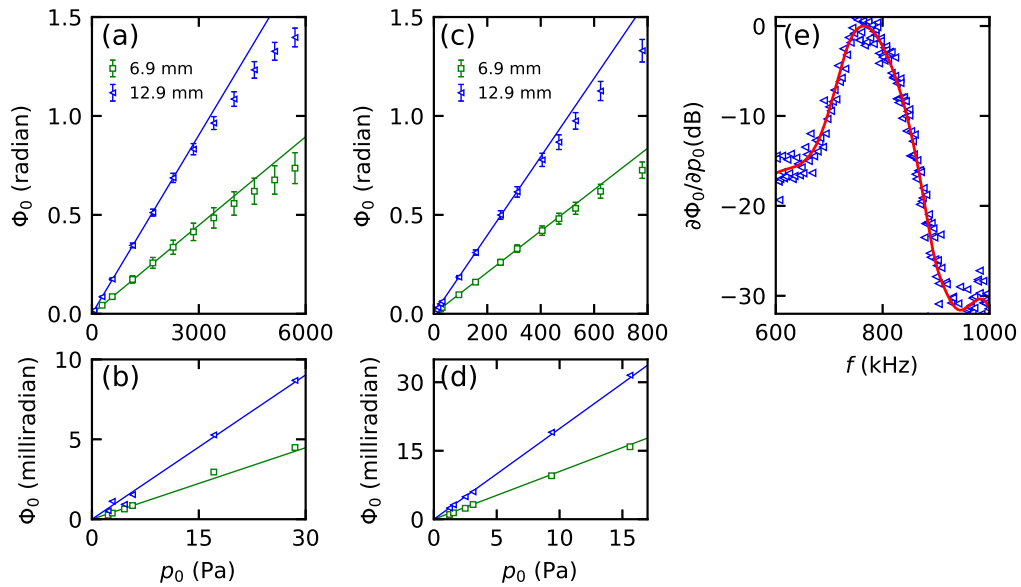 (a)
6.9 mm
12.9 mm
Φ0 (radian)
1.5
1.0
0.5
0.0
0 3000 6000
(c)
6.9 mm
12.9 mm
Φ0 (radian)
1.5
1.0
0.5
0.0
0 200 400 600 800
(e)
∂Φ0/∂p0(dB)
0
−10
−20
−30
600 800 1000
f (kHz)
(b)
Φ0 (milliradian)
10
5
0
0 15 30
p0 (Pa)
(d)
Φ0 (milliradian)
30
15
0
0 5 10 15
p0 (Pa)